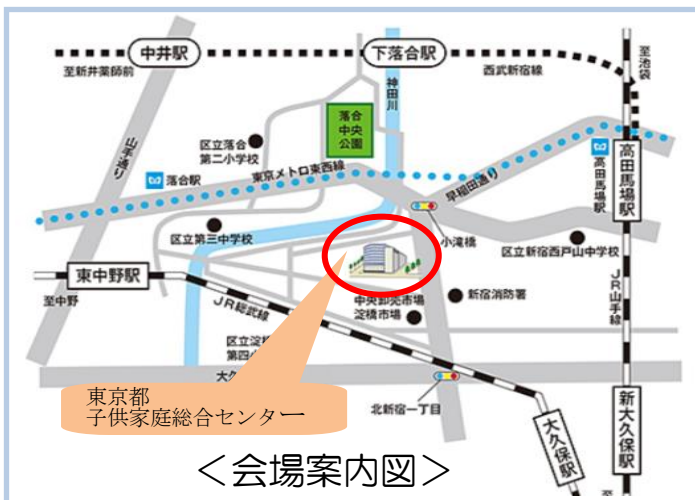 中井駅
下落合駅
至新井薬師前
西武新宿線
至池袋
神田川
山手通り
落合
中央
公園
区立落合
第二小学校
東京メトロ東西線
早稲田通り
高田馬場駅
高田馬場駅
落合駅
小滝橋
区立第三中学校
区立新宿西戸山中学校
東中野駅
至中野
JR総武線
中央卸売市場
淀橋市場
新宿消防署
JR山手線
区立淀
第四小
大久
東京都
子供家庭総合センター
北新宿一丁目
大久保駅
新大久保駅
至
＜会場案内図＞